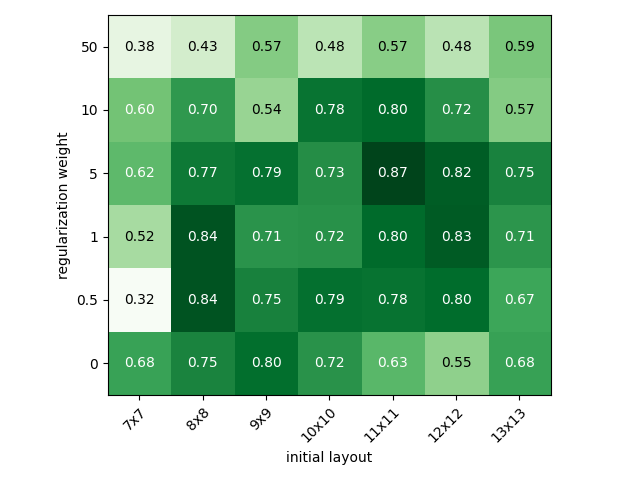 regularization weight
50 0.38 0.43 0.57 0.48 0.57 0.48 0.59
10 0.60 0.70 0.54 0.78 0.80 0.72 0.57
5 0.62 0.77 0.79 0.73 0.87 0.82 0.75
1 0.52 0.84 0.71 0.72 0.80 0.83 0.71
0.5 0.32 0.84 0.75 0.79 0.78 0.80 0.67
0 0.68 0.75 0.80 0.72 0.63 0.55 0.68
7x7 8x8 9x9 10x10 11x11 12x12 13x13
initial layout